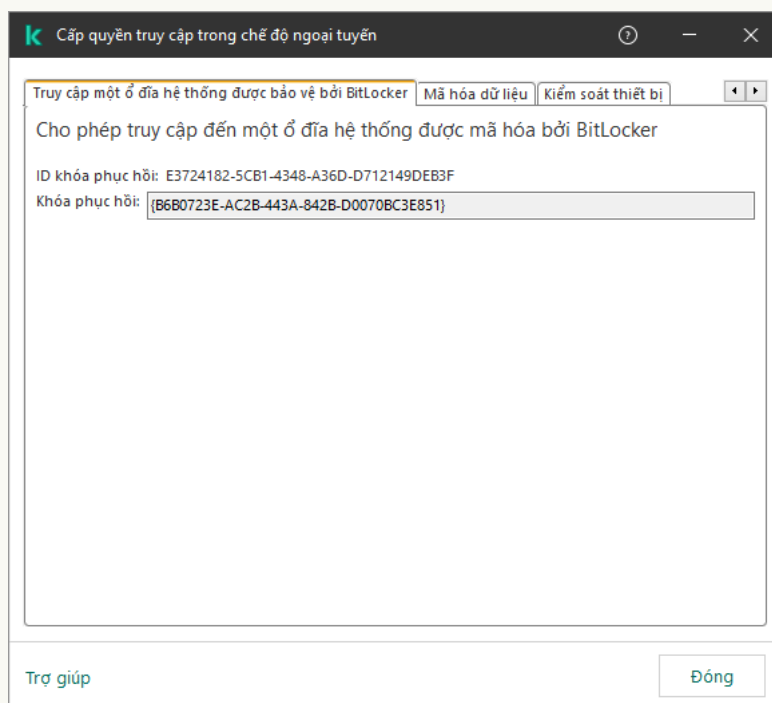 Cấp quyền truy cập trong chế độ ngoại tuyến
Truy cập một ổ đĩa hệ thống được bảo vệ bởi BitLocker
Mã hóa dữ liệu
Kiểm soát thiết bị
Cho phép truy cập đến một ổ đĩa hệ thống được mã hóa bởi BitLocker
ID khóa phục hồi: E3724182-5CB1-4348-A36D-D712149DEB3F
Khóa phục hồi: {B6B0723E-AC2B-443A-842B-D0070BC3E851}
Trợ giúp
Đóng